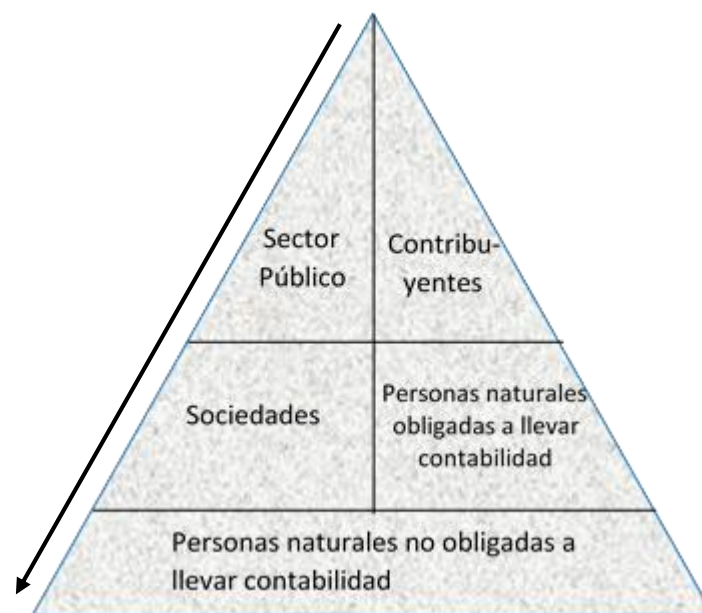 Sector
Público
Contribu-
yentes
Sociedades
Personas naturales
obligadas a llevar
contabilidad
Personas naturales no obligadas a
llevar contabilidad